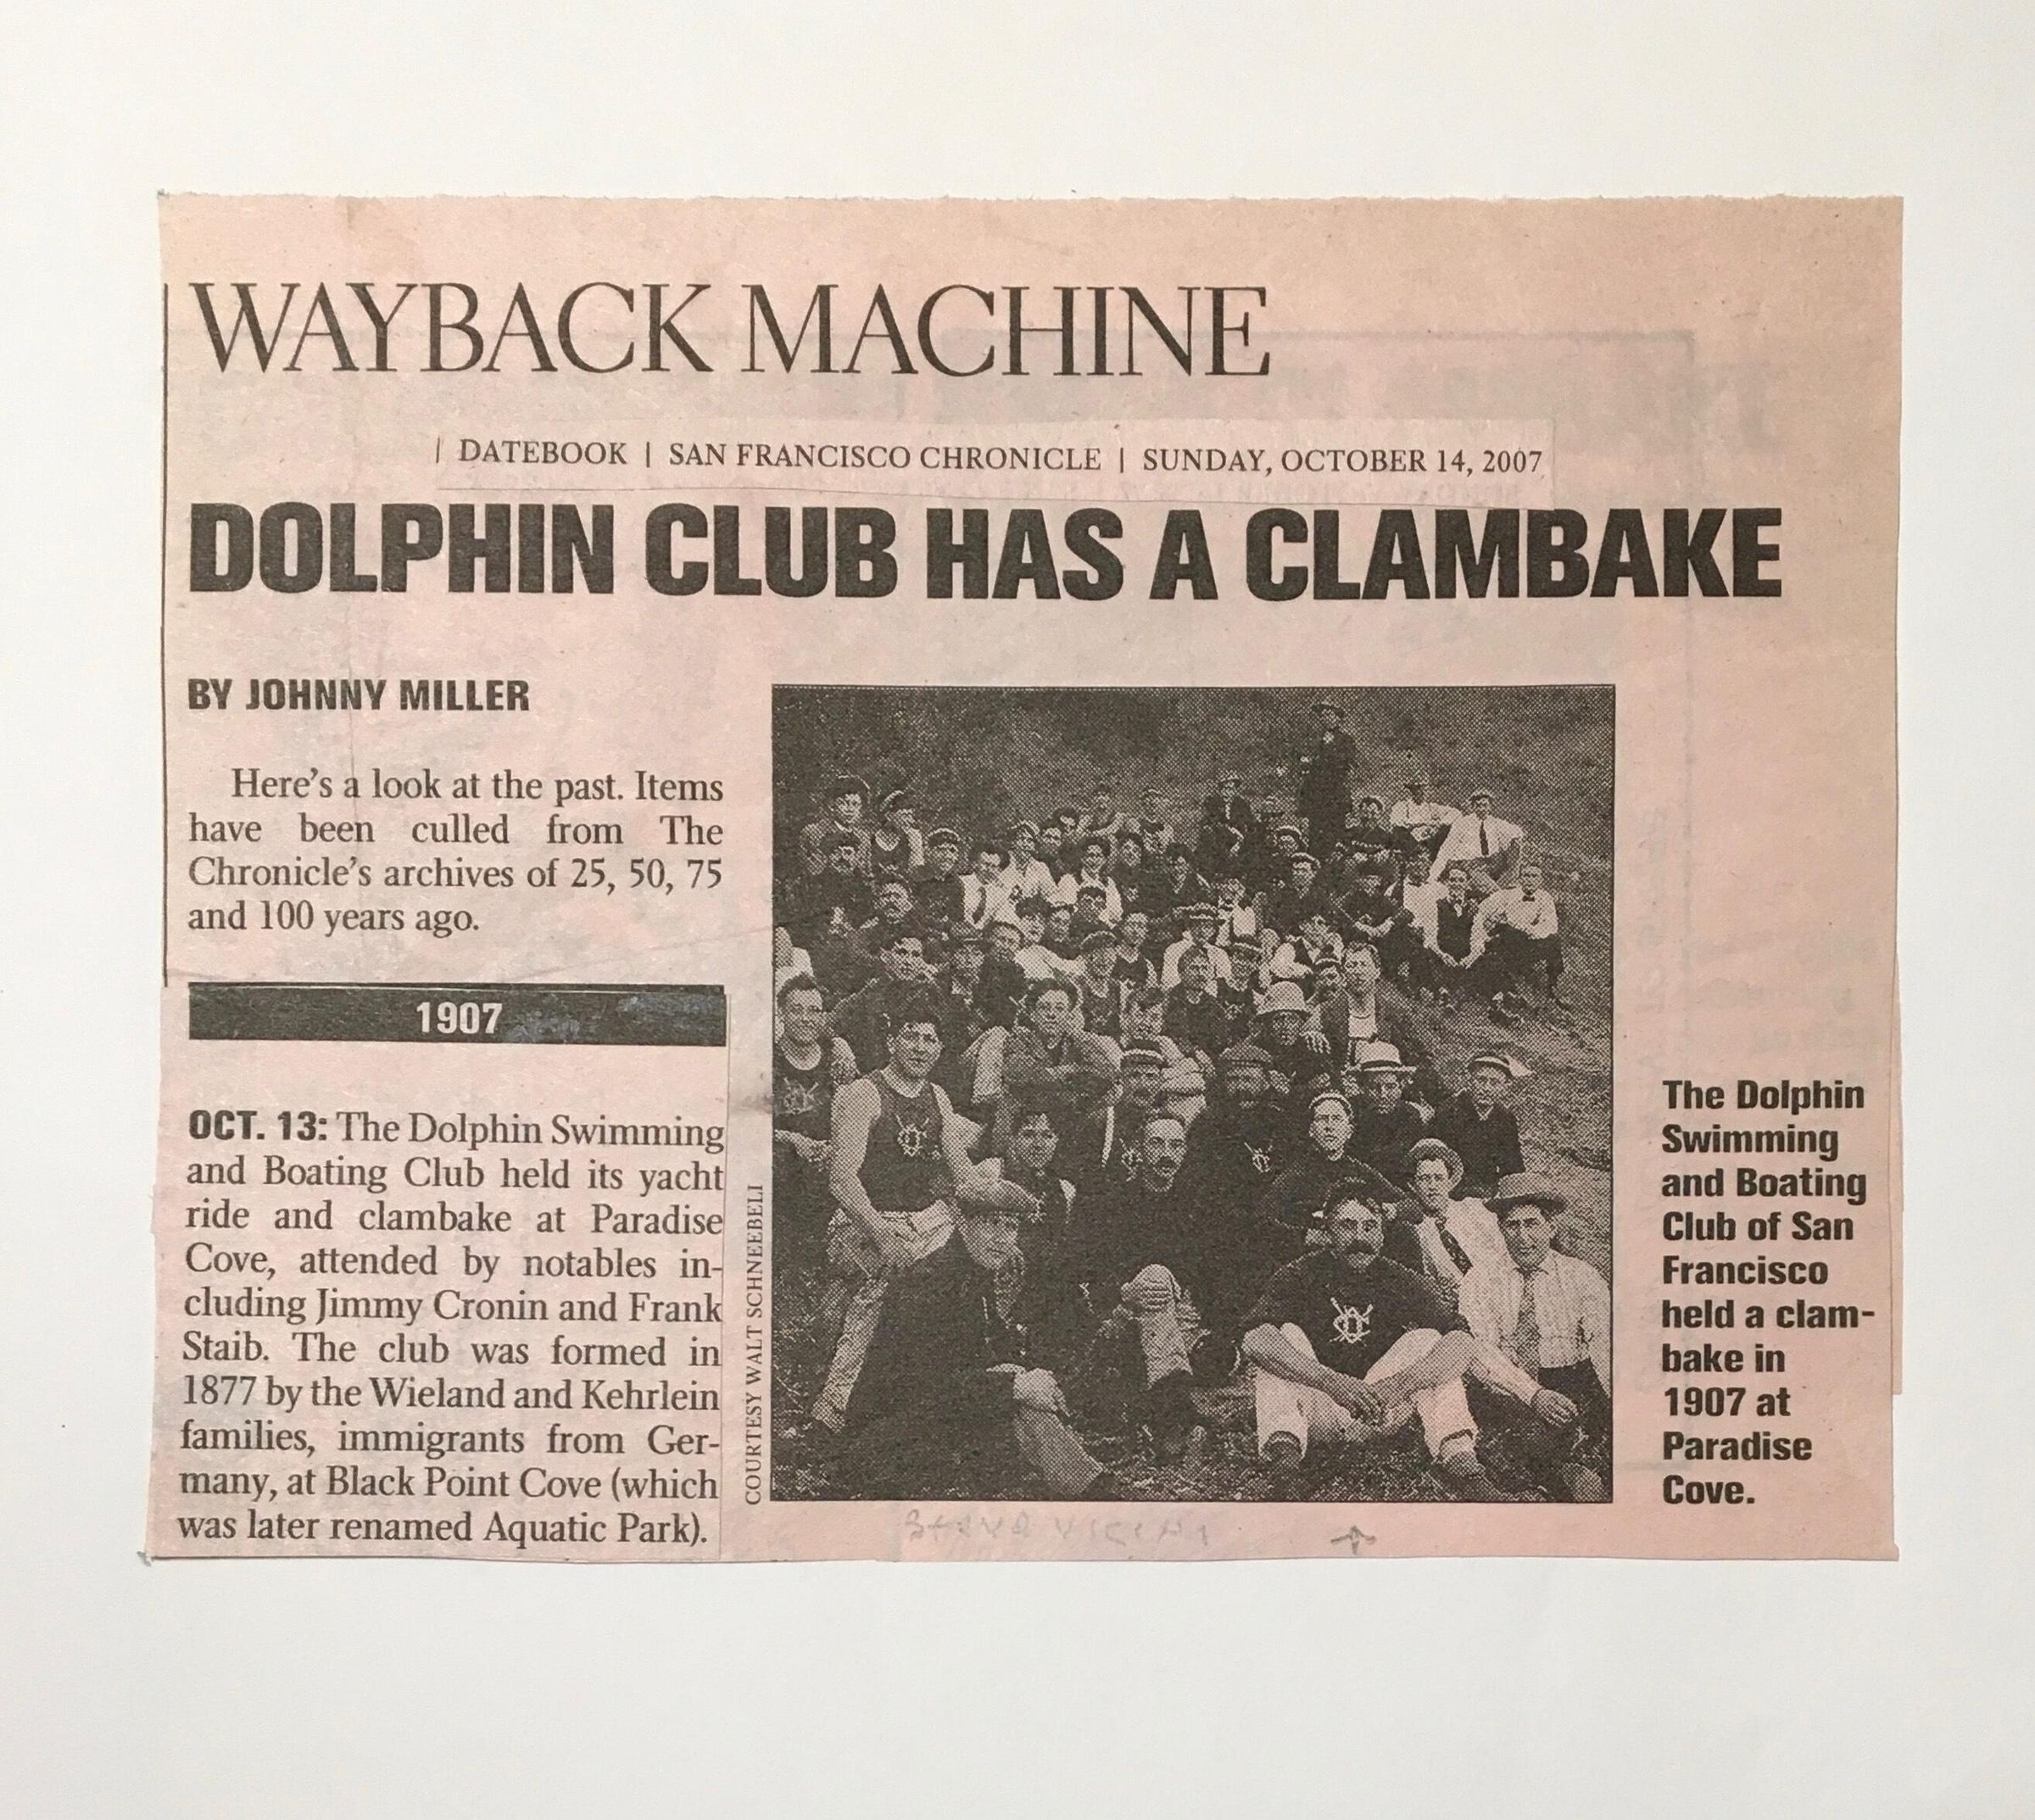 WAYBACK MACHINE
| DATEBOOK | SAN FRANCISCO CHRONICLE | SUNDAY, OCTOBER 14, 2007
DOLPHIN CLUB HAS A CLAMBAKE
BY JOHNNY MILLER
Here's a look at the past. Items
have been culled from The
Chronicle's archives of 25, 50, 75
and 100 years ago.
1907
OCT. 13: The Dolphin Swimming
and Boating Club held its yacht
ride and clambake at Paradise
Cove, attended by notables in-
cluding Jimmy Cronin and Frank
Staib. The club was formed in
1877 by the Wieland and Kehrlein
families, immigrants from Ger-
many, at Black Point Cove (which
was later renamed Aquatic Park).
COURTESY WALT SCHNEEBELI
The Dolphin
Swimming
and Boating
Club of San
Francisco
held a clam-
bake in
1907 at
Paradise
Cove.